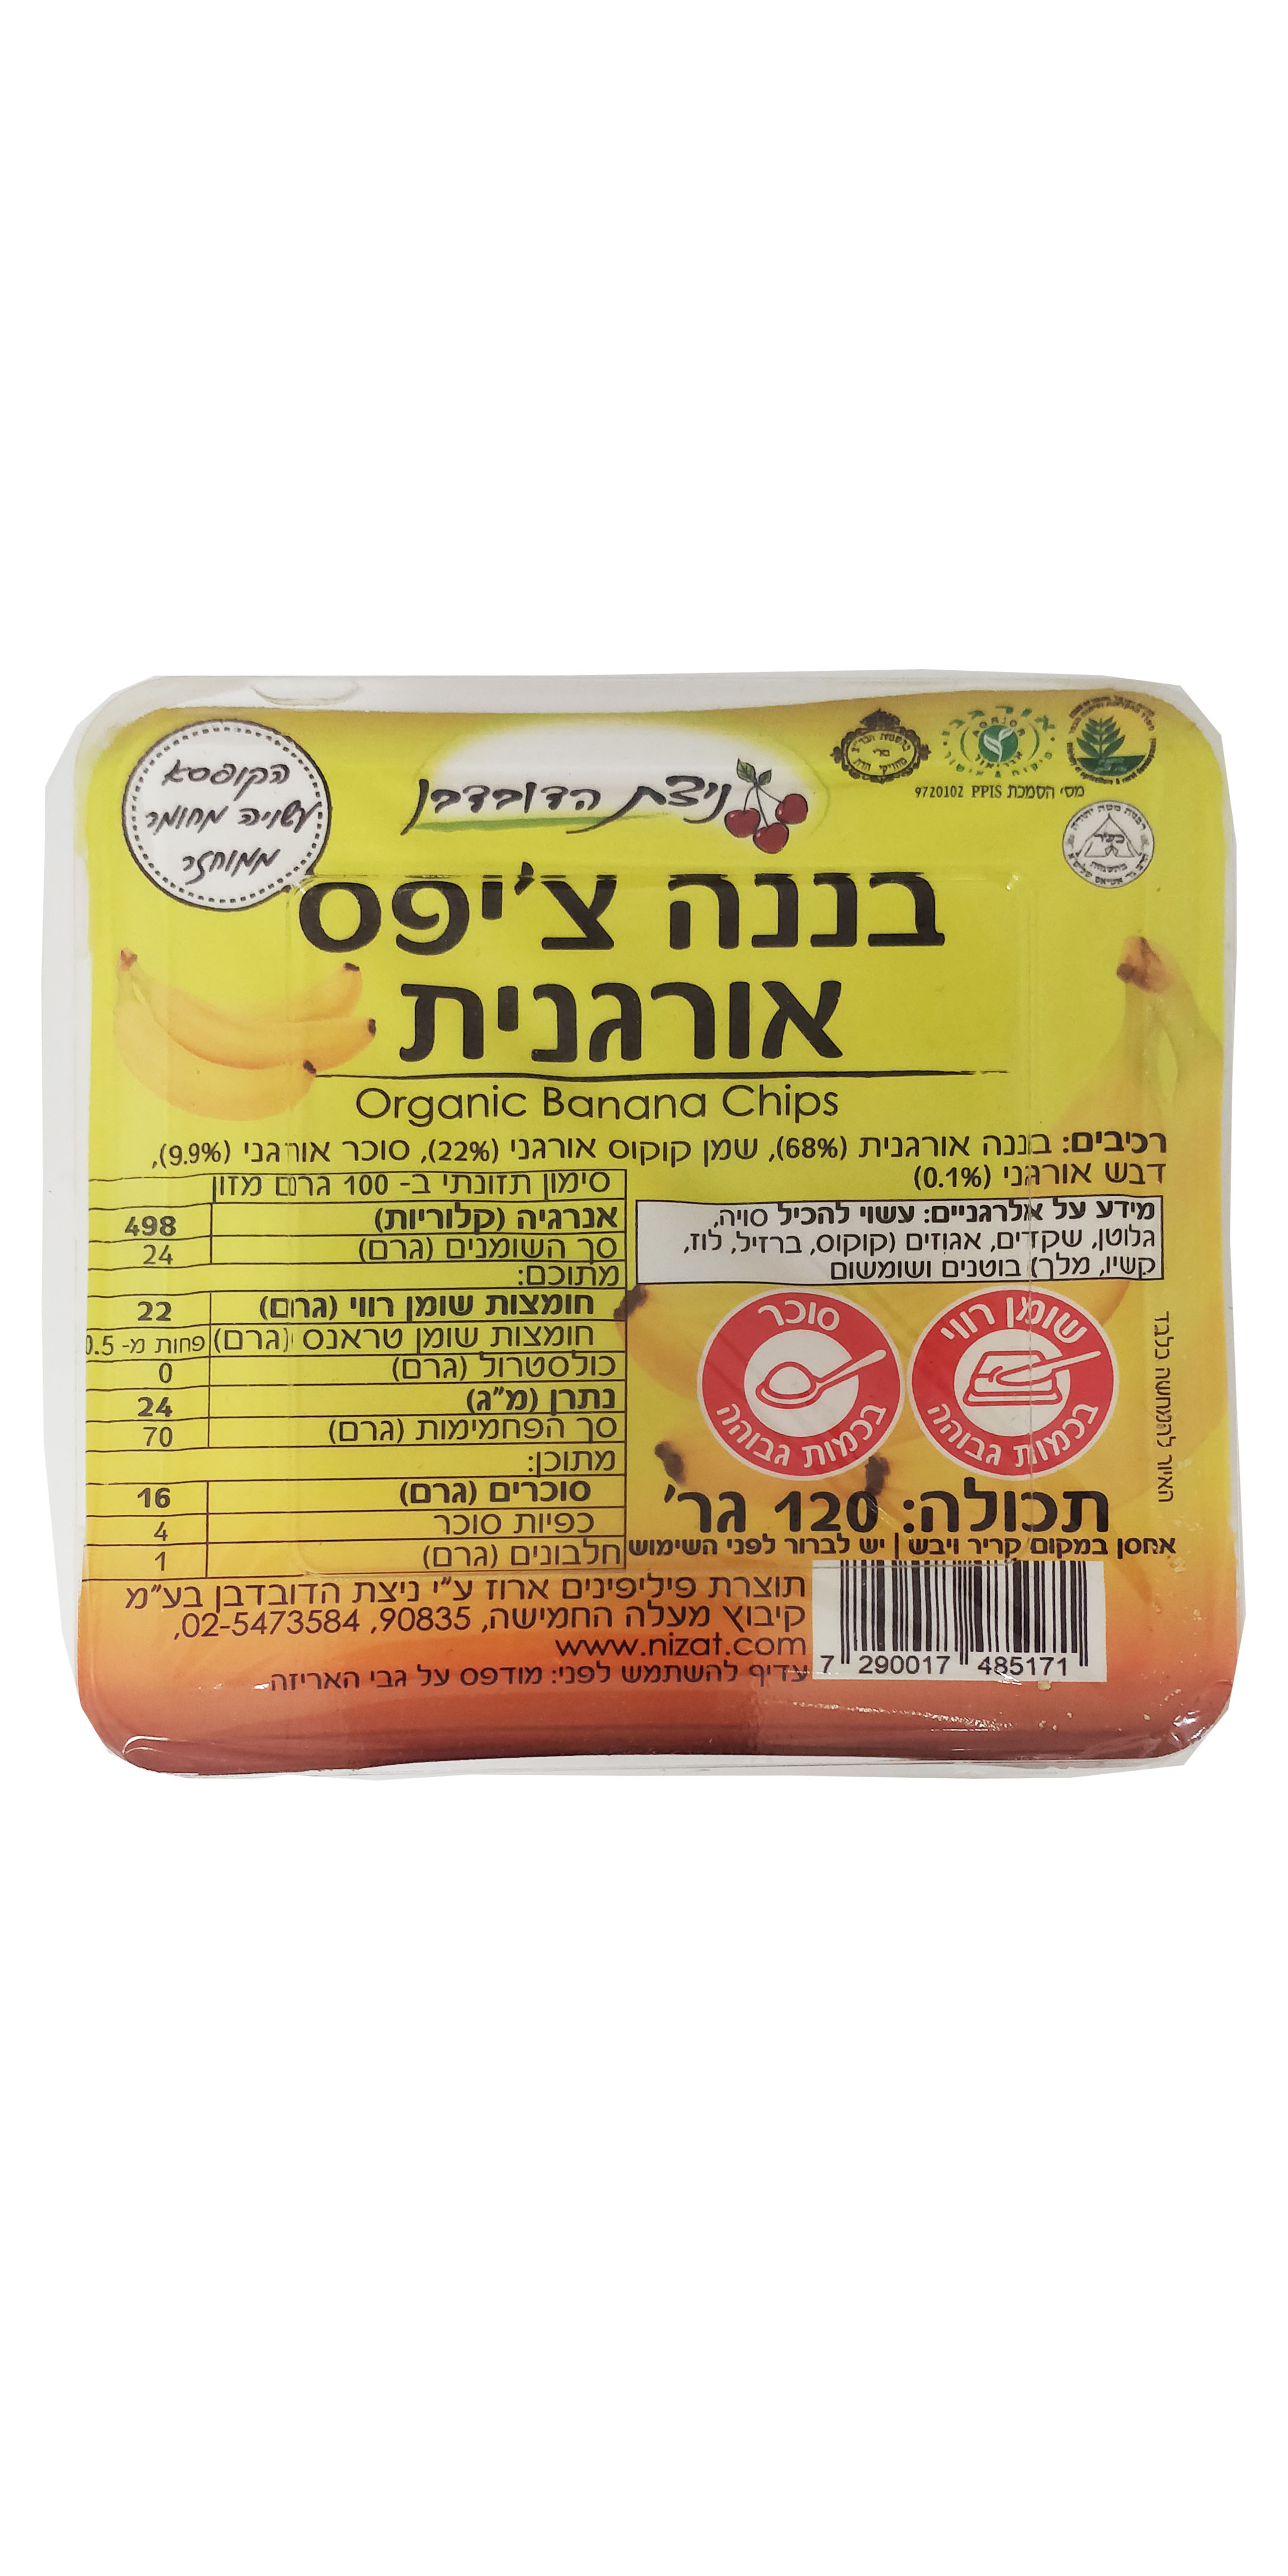 הקופסא
עשויה מחומר
ממוחזר
ניצת הדובדבן
מס׳ הסמכת PPIS 9720102
בננה צ׳יפס
אורגנית
Organic Banana Chips
רכיבים: בננה אורגנית (68%), שמן קוקוס אורגני (22%), סוכר אורגני (9.9%),
דבש אורגני (0.1%)
מידע על אלרגניים: עשוי להכיל סויה,
גלוטן, שקדים, אגוזים (קוקוס, ברזיל, לוז,
קשיו, מלך) בוטנים ושומשום
סימון תזונתי ב- 100 גרם מזון
אנרגיה (קלוריות) 498
סך השומנים (גרם) 24
מתוכם:
חומצות שומן רווי (גרם) 22
חומצות שומן טראנס (גרם) פחות מ- 0.5
כולסטרול (גרם) 0
נתרן (מ״ג) 24
סך הפחמימות (גרם) 70
מתוכן:
סוכרים (גרם) 16
כפיות סוכר 4
חלבונים (גרם) 1
שומן רווי
בכמות גבוהה
סוכר
בכמות גבוהה
האיור להמחשה בלבד
תכולה: 120 גר׳
אחסן במקום קריר ויבש | יש לברור לפני השימוש
תוצרת פיליפינים ארוז ע״י ניצת הדובדבן בע״מ
קיבוץ מעלה החמישה, 90835, 02-5473584,
www.nizat.com
עדיף להשתמש לפני: מודפס על גבי האריזה
7 290017 485171